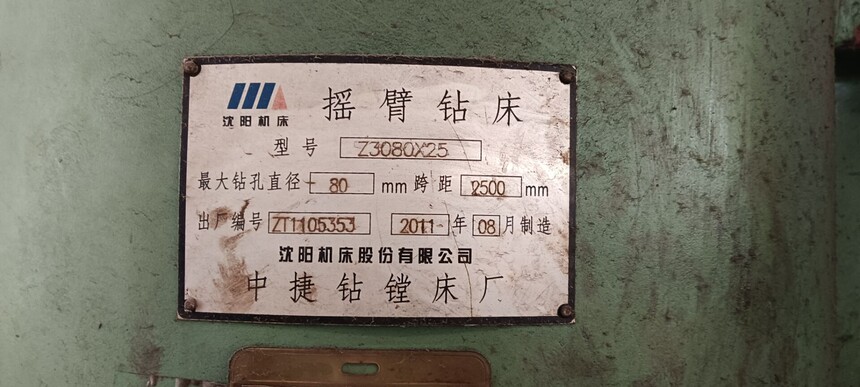 摇臂钻床
沈阳机床
型号 Z3080X25
最大钻孔直径 80 mm 跨距 2500 mm
出厂编号 ZT1105353 2011 年 08 月制造
沈阳机床股份有限公司
中捷钻镗床厂